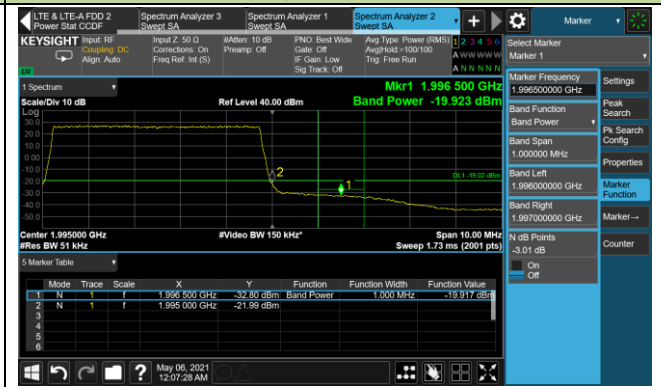 LTE & LTE-A FDD 2
Power Stat CCDF
Spectrum Analyzer 3
Swept SA
Spectrum Analyzer 1
Swept SA
Spectrum Analyzer 2
Swept SA
Marker
KEYSIGHT
Input: RF
Coupling: DC
Align: Auto
Input Z: 50 Ω
Corrections: On
Freq Ref: Int (S)
#Atten: 10 dB
Preamp: Off
PNO: Best Wide
Gate: Off
IF Gain: Low
Sig Track: Off
Avg Type: Power (RMS)
Avg|Hold:>100/100
Trig: Free Run
1 2 3 4 5 6
A W W W W W
A N N N N N
1 Spectrum
Scale/Div 10 dB
Ref Level 40.00 dBm
Mkr1 1.996 500 GHz
Band Power -19.923 dBm
Log
30.0
20.0
10.0
0.00
-10.0
-20.0
-30.0
-40.0
-50.0
2
1
DL1 -19.02 dBm
Center 1.995000 GHz
#Res BW 51 kHz
#Video BW 150 kHz*
Span 10.00 MHz
Sweep 1.73 ms (2001 pts)
5 Marker Table
Mode Trace Scale X Y Function Function Width Function Value
1 N 1 f 1.996 500 GHz -32.80 dBm Band Power 1.000 MHz -19.917 dBm
2 N 1 f 1.995 000 GHz -21.99 dBm
3
4
5
6
May 06, 2021
12:07:28 AM
Select Marker
Marker 1
Marker Frequency
1.996500000 GHz
Band Function
Band Power
Band Span
1.000000 MHz
Band Left
1.996000000 GHz
Band Right
1.997000000 GHz
N dB Points
-3.01 dB
On
Off
Settings
Peak
Search
Pk Search
Config
Properties
Marker
Function
Marker→
Counter